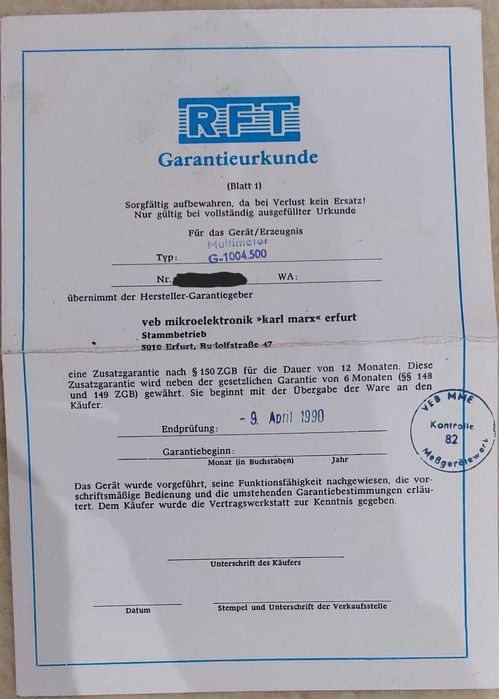 RFT
Garantieurkunde
(Blatt 1)
Sorgfältig aufbewahren, da bei Verlust kein Ersatz!
Nur gültig bei vollständig ausgefüllter Urkunde
Für das Gerät/Erzeugnis
Multimeter
Typ: G-1004.500
Nr. WA:
übernimmt der Hersteller-Garantiegeber
veb mikroelektronik »karl marx« erfurt
Stammbetrieb
5010 Erfurt, Rudolfstraße 47
eine Zusatzgarantie nach § 150 ZGB für die Dauer von 12 Monaten. Diese
Zusatzgarantie wird neben der gesetzlichen Garantie von 6 Monaten (§§ 148
und 149 ZGB) gewährt. Sie beginnt mit der Übergabe der Ware an den
Käufer.
Endprüfung: - 9. April 1990
VEB MME
Kontrolle
82
Meßgerätewerk
Garantiebeginn:
Monat (in Buchstaben) Jahr
Das Gerät wurde vorgeführt, seine Funktionsfähigkeit nachgewiesen, die vor-
schriftsmäßige Bedienung und die umstehenden Garantiebestimmungen erläu-
tert. Dem Käufer wurde die Vertragswerkstatt zur Kenntnis gegeben.
Unterschrift des Käufers
Datum Stempel und Unterschrift der Verkaufsstelle